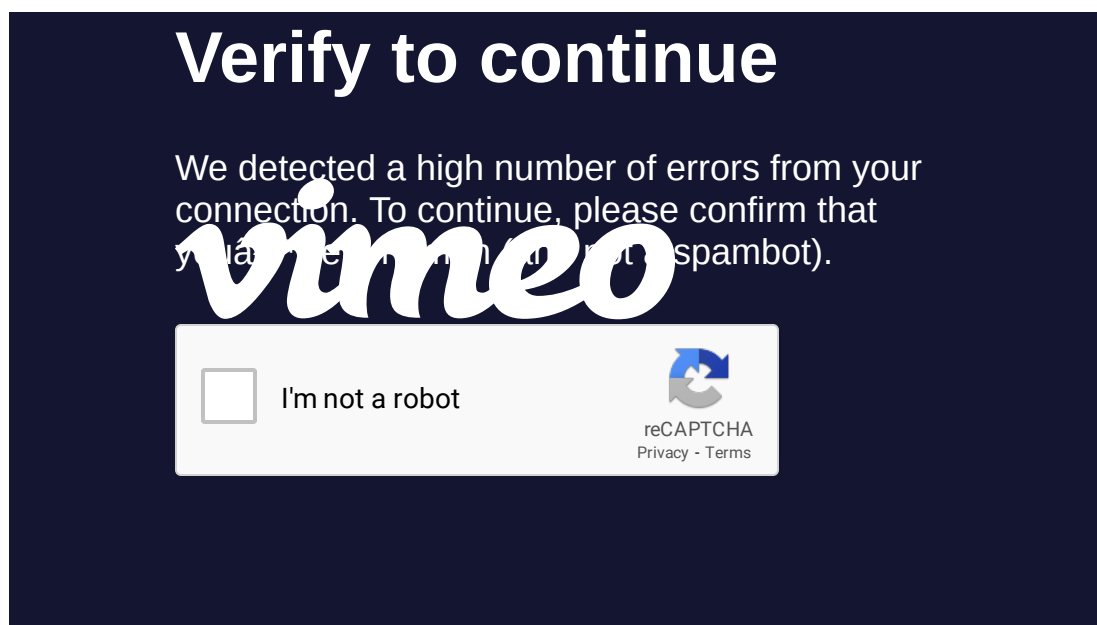 Verify to continue
We detected a high number of errors from your
connection. To continue, please confirm that
not spambot).
vimeo
I'm not a robot
reCAPTCHA
Privacy - Terms